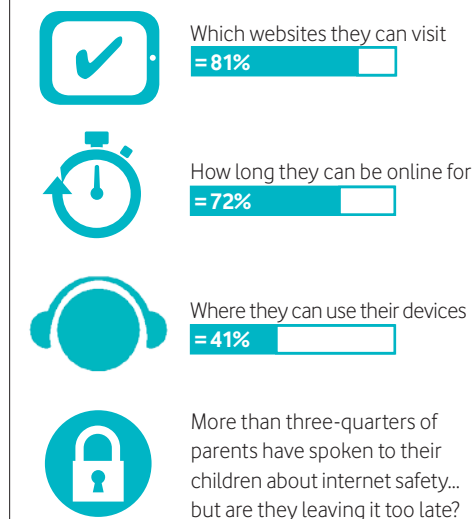 Which websites they can visit
= 81%
How long they can be online for
= 72%
Where they can use their devices
= 41%
More than three-quarters of
parents have spoken to their
children about internet safety...
but are they leaving it too late?